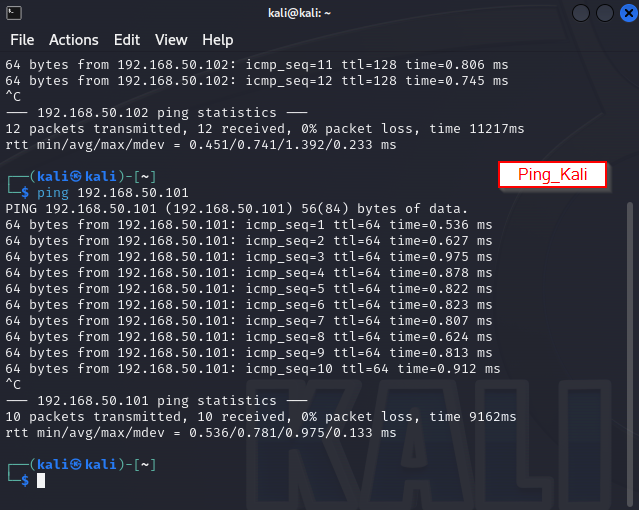 kali@kali: ~
File Actions Edit View Help
64 bytes from 192.168.50.102: icmp_seq=11 ttl=128 time=0.806 ms
64 bytes from 192.168.50.102: icmp_seq=12 ttl=128 time=0.745 ms
^C
--- 192.168.50.102 ping statistics ---
12 packets transmitted, 12 received, 0% packet loss, time 11217ms
rtt min/avg/max/mdev = 0.451/0.741/1.392/0.233 ms
┌──(kali㉿kali)-[~]
Ping_Kali
└─$ ping 192.168.50.101
PING 192.168.50.101 (192.168.50.101) 56(84) bytes of data.
64 bytes from 192.168.50.101: icmp_seq=1 ttl=64 time=0.536 ms
64 bytes from 192.168.50.101: icmp_seq=2 ttl=64 time=0.627 ms
64 bytes from 192.168.50.101: icmp_seq=3 ttl=64 time=0.975 ms
64 bytes from 192.168.50.101: icmp_seq=4 ttl=64 time=0.878 ms
64 bytes from 192.168.50.101: icmp_seq=5 ttl=64 time=0.822 ms
64 bytes from 192.168.50.101: icmp_seq=6 ttl=64 time=0.823 ms
64 bytes from 192.168.50.101: icmp_seq=7 ttl=64 time=0.807 ms
64 bytes from 192.168.50.101: icmp_seq=8 ttl=64 time=0.624 ms
64 bytes from 192.168.50.101: icmp_seq=9 ttl=64 time=0.813 ms
64 bytes from 192.168.50.101: icmp_seq=10 ttl=64 time=0.912 ms
^C
--- 192.168.50.101 ping statistics ---
10 packets transmitted, 10 received, 0% packet loss, time 9162ms
rtt min/avg/max/mdev = 0.536/0.781/0.975/0.133 ms
┌──(kali㉿kali)-[~]
└─$
KALI